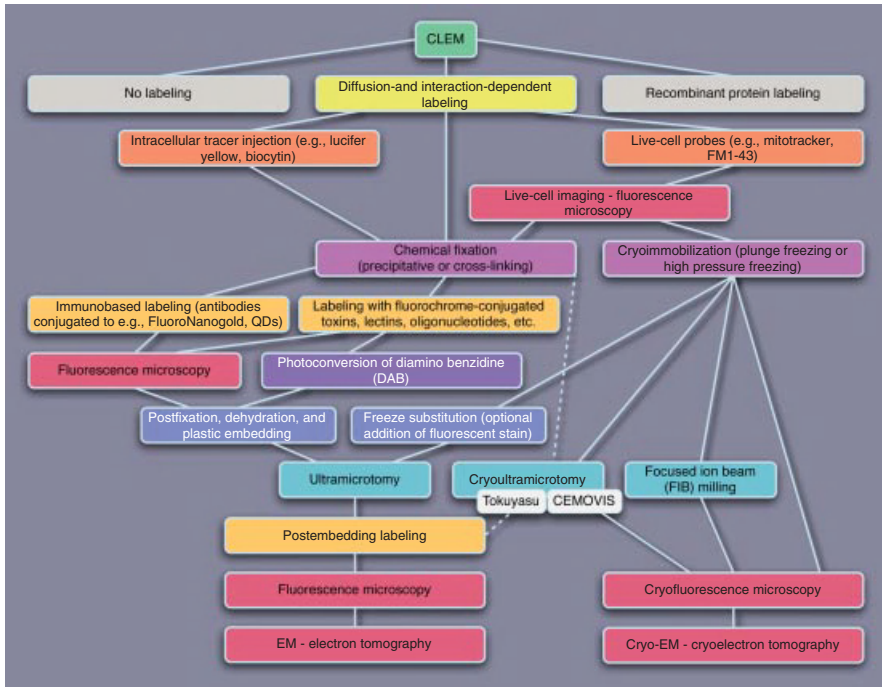 CLEM
No labeling
Diffusion-and interaction-dependent
labeling
Recombinant protein labeling
Intracellular tracer injection (e.g., lucifer
yellow, biocytin)
Live-cell probes (e.g., mitotracker,
FM1-43)
Live-cell imaging - fluorescence
microscopy
Chemical fixation
(precipitative or cross-linking)
Cryoimmobilization (plunge freezing or
high pressure freezing)
Immunobased labeling (antibodies
conjugated to e.g., FluoroNanogold, QDs)
Labeling with fluorochrome-conjugated
toxins, lectins, oligonucleotides, etc.
Fluorescence microscopy
Photoconversion of diamino benzidine
(DAB)
Postfixation, dehydration, and
plastic embedding
Freeze substitution (optional
addition of fluorescent stain)
Ultramicrotomy
Cryoultramicrotomy
Tokuyasu
CEMOVIS
Focused ion beam
(FIB) milling
Postembedding labeling
Fluorescence microscopy
Cryofluorescence microscopy
EM - electron tomography
Cryo-EM - cryoelectron tomography